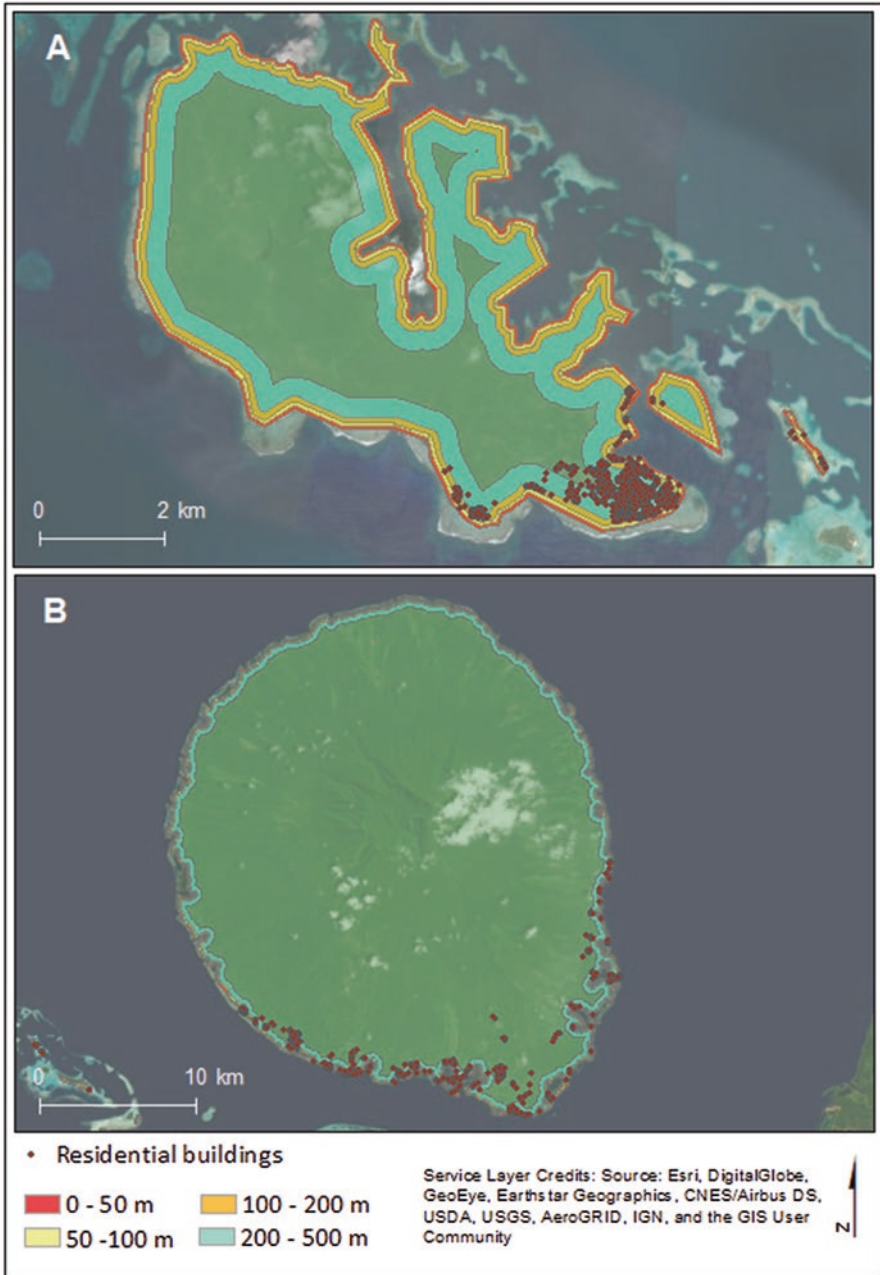 A
0 2 km
B
0 10 km
Residential buildings
0 - 50 m
100 - 200 m
50 -100 m
200 - 500 m
Service Layer Credits: Source: Esri, DigitalGlobe,
GeoEye, Earthstar Geographics, CNES/Airbus DS,
USDA, USGS, AeroGRID, IGN, and the GIS User
Community
N